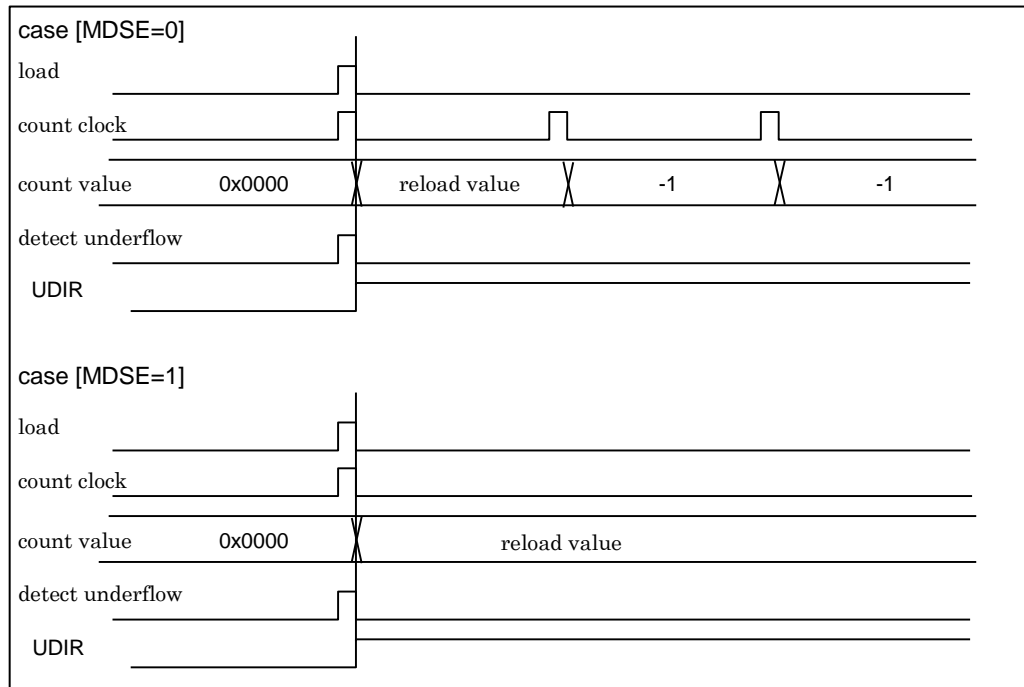 case [MDSE=0]
load
count clock
count value 0x0000 reload value -1 -1
detect underflow
UDIR
case [MDSE=1]
load
count clock
count value 0x0000 reload value
detect underflow
UDIR